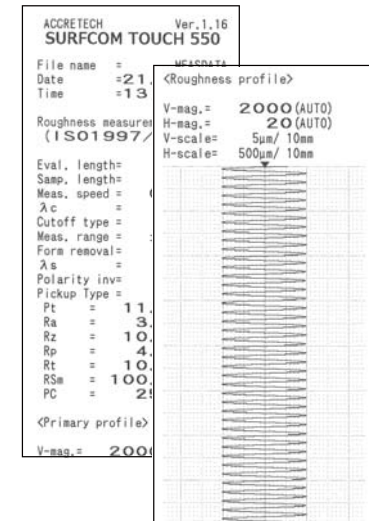 ACCRETECH Ver.1.16
SURFCOM TOUCH 550
File name = MEASDATA
Date =21.
Time =13
Roughness measurem
(ISO1997/
Eval. length=
Samp. length=
Meas. speed =
λc =
Cutoff type =
Meas. range =
Form removal=
λs =
Polarity inv=
Pickup Type =
Pt = 11.
Ra = 3.
Rz = 10.
Rp = 4.
Rt = 10.
RSm = 100.
PC = 25
<Primary profile>
V-mag.= 200
<Roughness profile>
V-mag.= 2000(AUTO)
H-mag.= 20(AUTO)
V-scale= 5μm/ 10mm
H-scale= 500μm/ 10mm